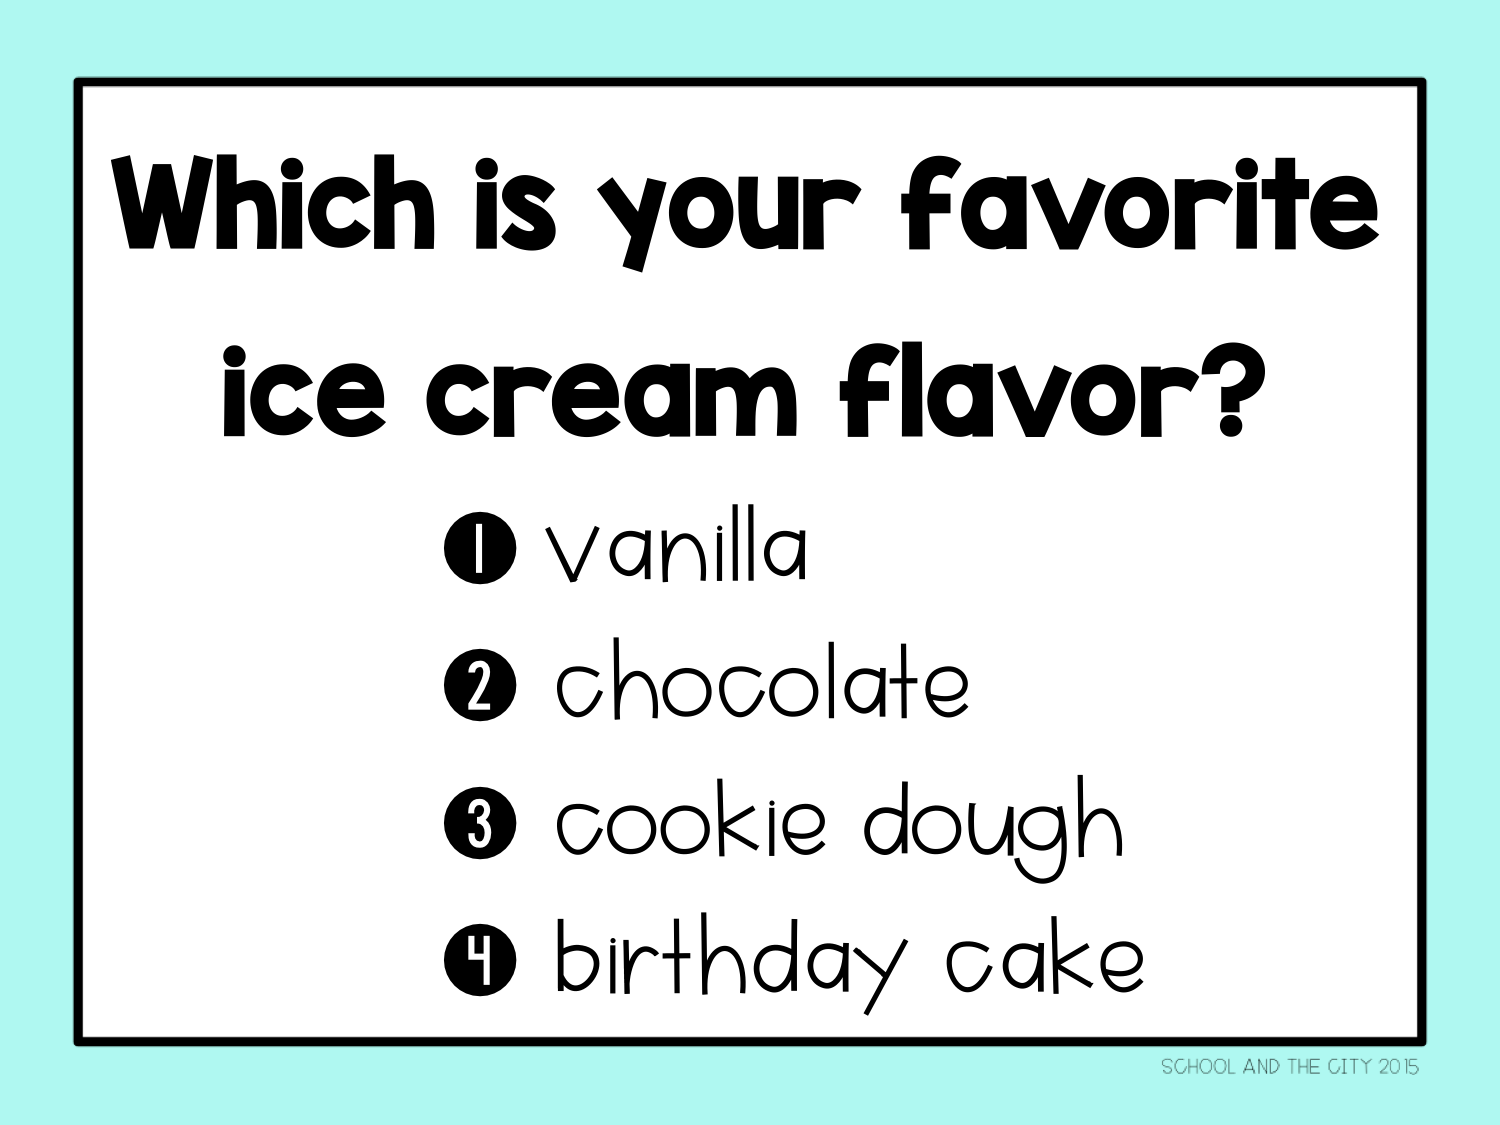 Which is your favorite
ice cream flavor?
1 vanilla
2 chocolate
3 cookie dough
4 birthday cake
SCHOOL AND THE CITY 2015